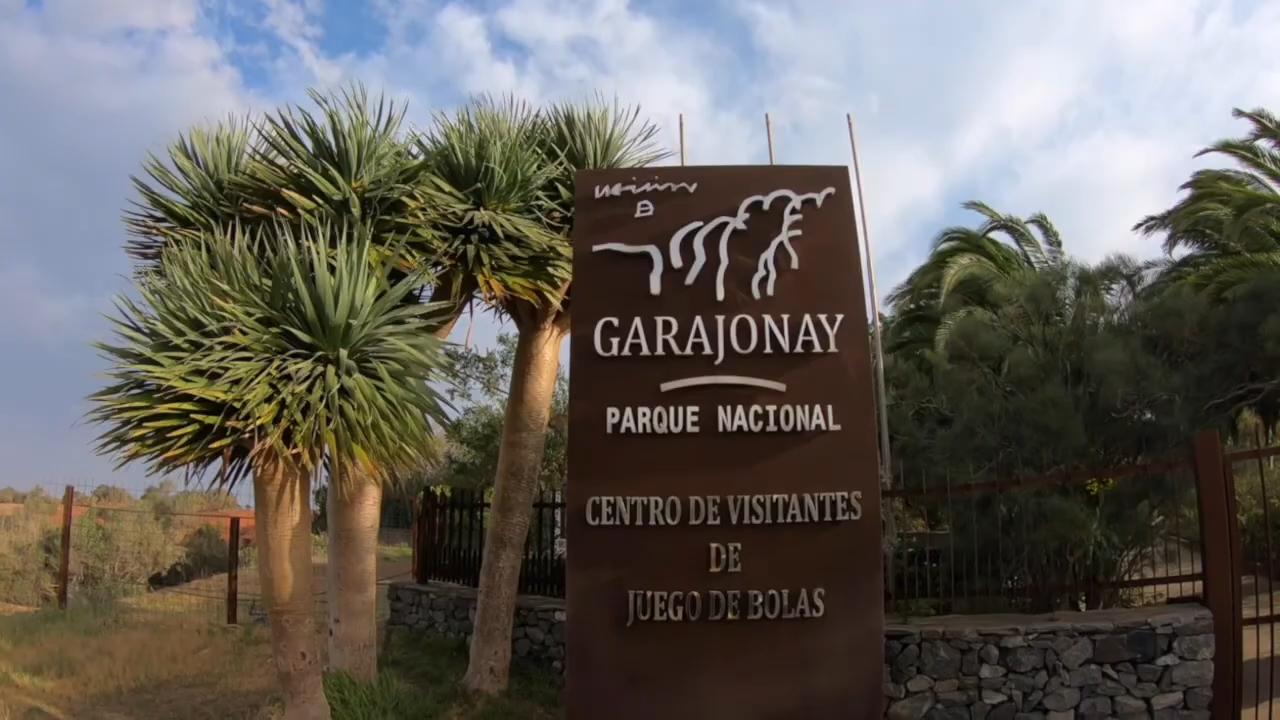 GARAJONAY
PARQUE NACIONAL
CENTRO DE VISITANTES
DE
JUEGO DE BOLAS